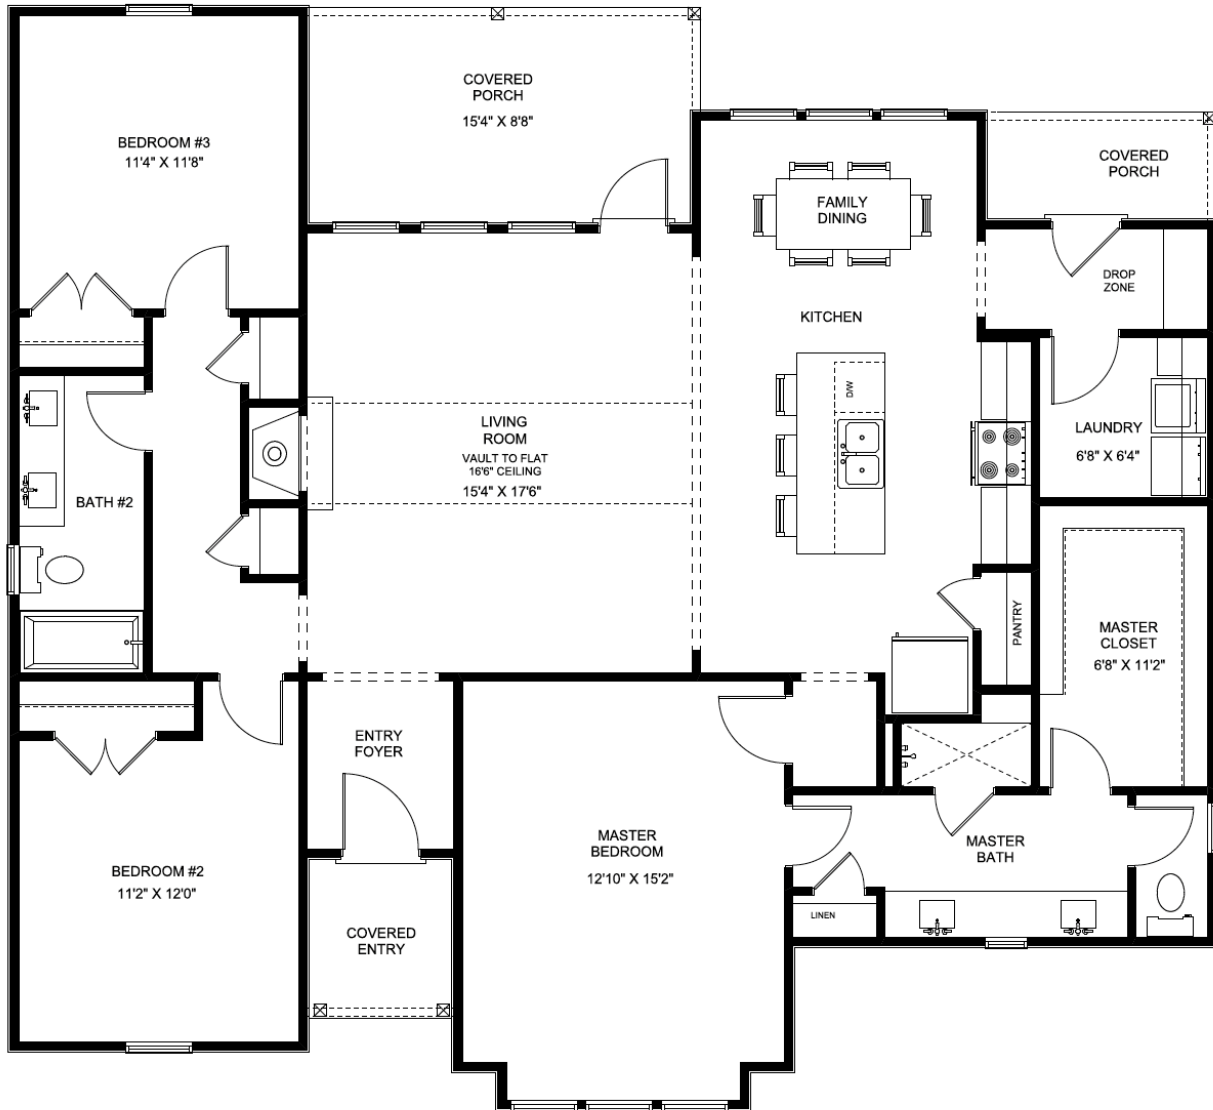 COVERED
PORCH
15'4" X 8'8"
BEDROOM #3
11'4" X 11'8"
COVERED
PORCH
FAMILY
DINING
DROP
ZONE
KITCHEN
D/W
LIVING
ROOM
VAULT TO FLAT
16'6" CEILING
15'4" X 17'6"
LAUNDRY
6'8" X 6'4"
BATH #2
PANTRY
MASTER
CLOSET
6'8" X 11'2"
ENTRY
FOYER
MASTER
BEDROOM
12'10" X 15'2"
MASTER
BATH
BEDROOM #2
11'2" X 12'0"
LINEN
COVERED
ENTRY